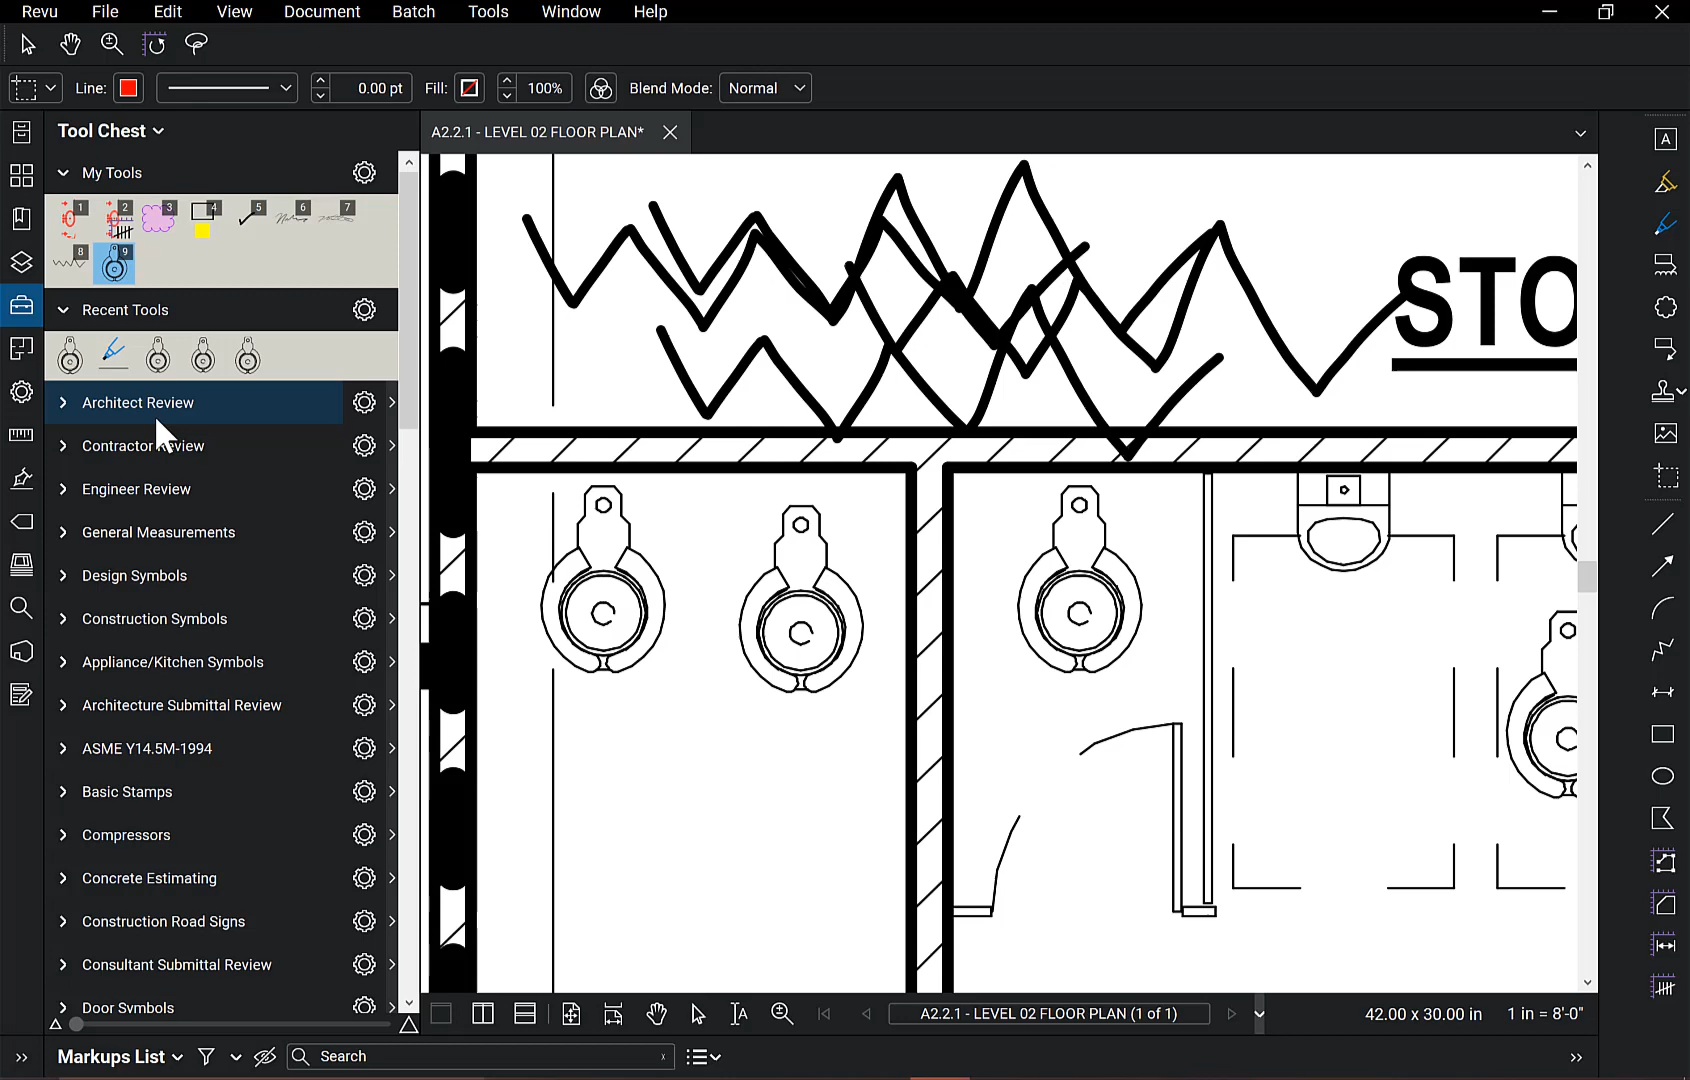 Revu File Edit View Document Batch Tools Window Help
Line: 0.00 pt Fill: 100% Blend Mode: Normal
Tool Chest
A2.2.1 - LEVEL 02 FLOOR PLAN*
My Tools
1 2 3 4 5 6 7
8 9
Recent Tools
Architect Review
Contractor Review
Engineer Review
General Measurements
Design Symbols
Construction Symbols
Appliance/Kitchen Symbols
Architecture Submittal Review
ASME Y14.5M-1994
Basic Stamps
Compressors
Concrete Estimating
Construction Road Signs
Consultant Submittal Review
Door Symbols
STO
A2.2.1 - LEVEL 02 FLOOR PLAN (1 of 1)
42.00 x 30.00 in 1 in = 8'-0"
Markups List Search x